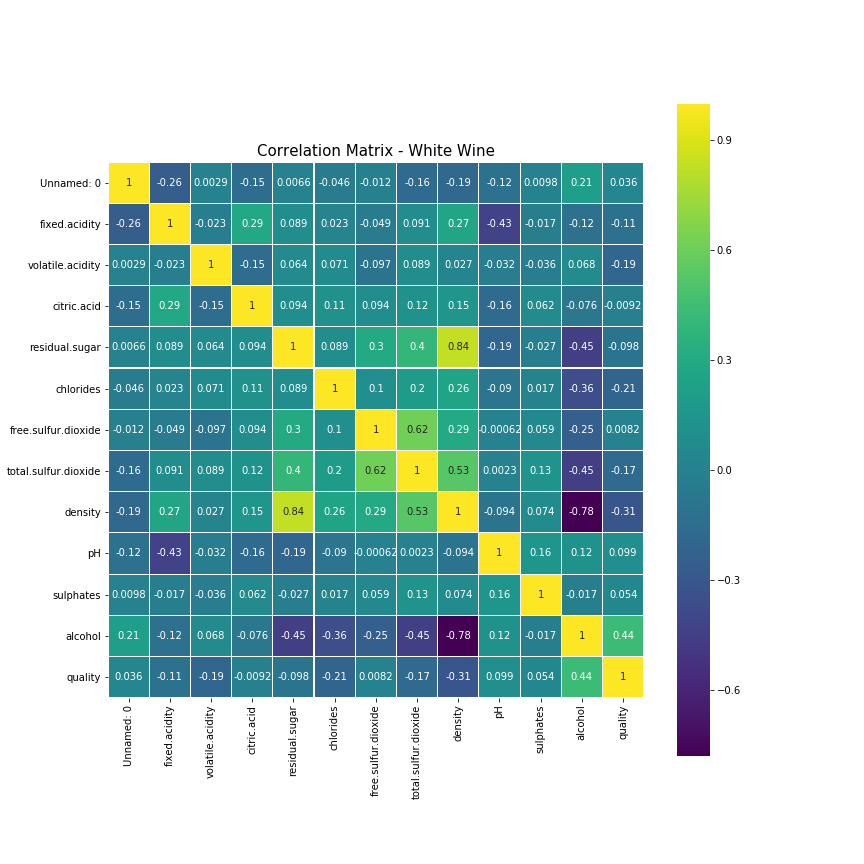 Correlation Matrix - White Wine
Unnamed: 0 1 -0.26 0.0029 -0.15 0.0066 -0.046 -0.012 -0.16 -0.19 -0.12 0.0098 0.21 0.036
fixed.acidity -0.26 1 -0.023 0.29 0.089 0.023 -0.049 0.091 0.27 -0.43 -0.017 -0.12 -0.11
volatile.acidity 0.0029 -0.023 1 -0.15 0.064 0.071 -0.097 0.089 0.027 -0.032 -0.036 0.068 -0.19
citric.acid -0.15 0.29 -0.15 1 0.094 0.11 0.094 0.12 0.15 -0.16 0.062 -0.076 -0.0092
residual.sugar 0.0066 0.089 0.064 0.094 1 0.089 0.3 0.4 0.84 -0.19 -0.027 -0.45 -0.098
chlorides -0.046 0.023 0.071 0.11 0.089 1 0.1 0.2 0.26 -0.09 0.017 -0.36 -0.21
free.sulfur.dioxide -0.012 -0.049 -0.097 0.094 0.3 0.1 1 0.62 0.29 -0.00062 0.059 -0.25 0.0082
total.sulfur.dioxide -0.16 0.091 0.089 0.12 0.4 0.2 0.62 1 0.53 0.0023 0.13 -0.45 -0.17
density -0.19 0.27 0.027 0.15 0.84 0.26 0.29 0.53 1 -0.094 0.074 -0.78 -0.31
pH -0.12 -0.43 -0.032 -0.16 -0.19 -0.09 -0.00062 0.0023 -0.094 1 0.16 0.12 0.099
sulphates 0.0098 -0.017 -0.036 0.062 -0.027 0.017 0.059 0.13 0.074 0.16 1 -0.017 0.054
alcohol 0.21 -0.12 0.068 -0.076 -0.45 -0.36 -0.25 -0.45 -0.78 0.12 -0.017 1 0.44
quality 0.036 -0.11 -0.19 -0.0092 -0.098 -0.21 0.0082 -0.17 -0.31 0.099 0.054 0.44 1
Unnamed: 0
fixed.acidity
volatile.acidity
citric.acid
residual.sugar
chlorides
free.sulfur.dioxide
total.sulfur.dioxide
density
pH
sulphates
alcohol
quality
0.9
0.6
0.3
0.0
−0.3
−0.6